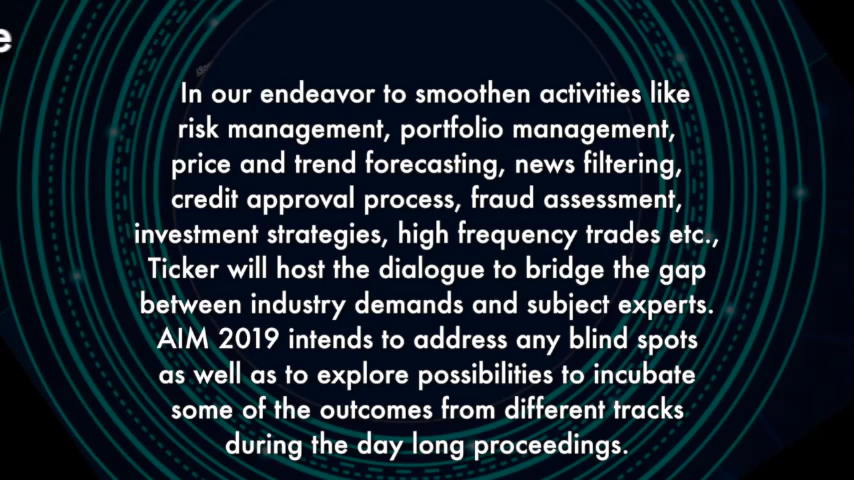 e
In our endeavor to smoothen activities like
risk management, portfolio management,
price and trend forecasting, news filtering,
credit approval process, fraud assessment,
investment strategies, high frequency trades etc.,
Ticker will host the dialogue to bridge the gap
between industry demands and subject experts.
AIM 2019 intends to address any blind spots
as well as to explore possibilities to incubate
some of the outcomes from different tracks
during the day long proceedings.